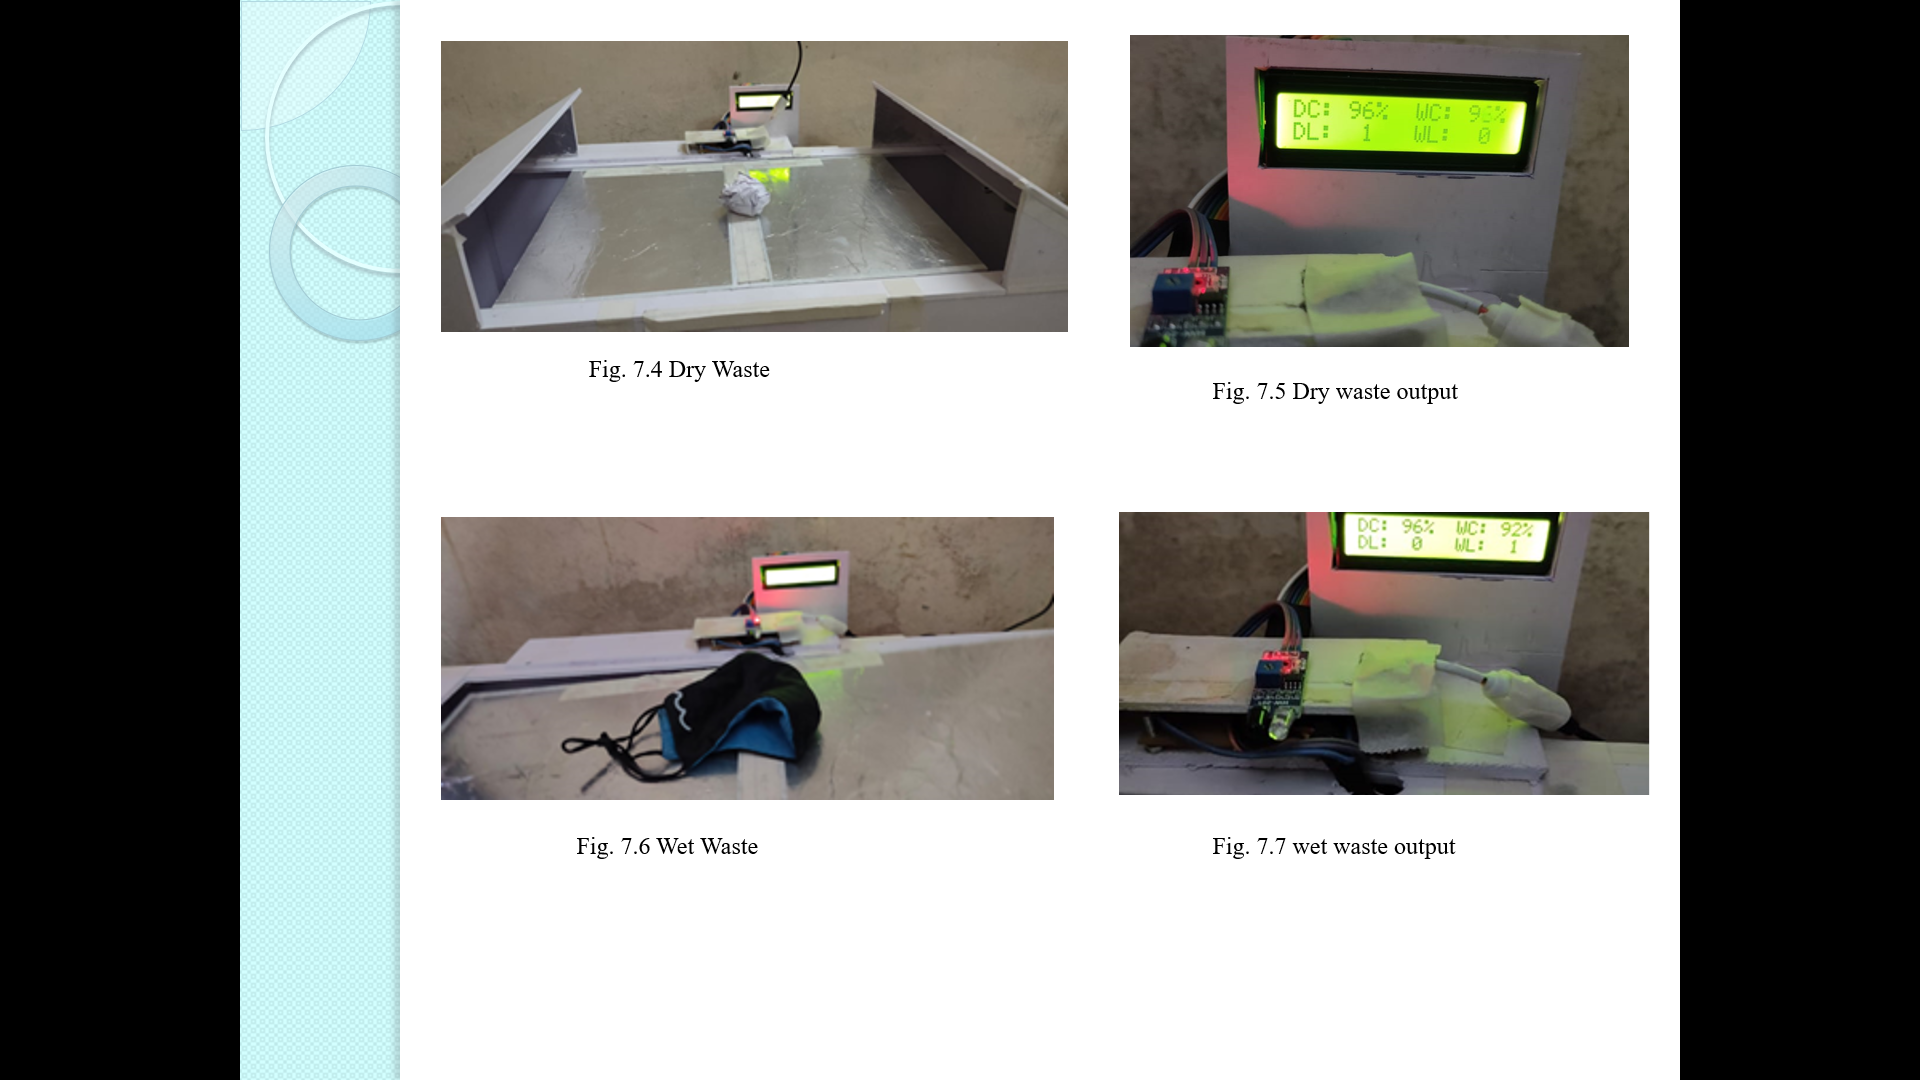 DC: 96% WC:
DL: 1 WL: 0
Fig. 7.4 Dry Waste
Fig. 7.5 Dry waste output
DC: 96% WC: 92%
DL: 0 WL: 1
Fig. 7.6 Wet Waste
Fig. 7.7 wet waste output